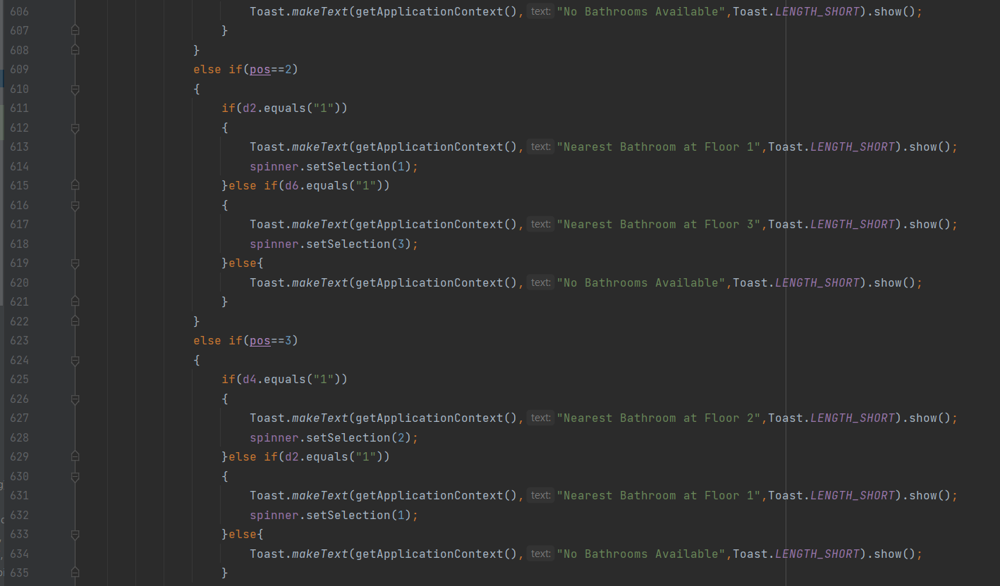 606 Toast.makeText(getApplicationContext(), text: "No Bathrooms Available",Toast.LENGTH_SHORT).show();
607 }
608 }
609 else if(pos==2)
610 {
611 if(d2.equals("1"))
612 {
613 Toast.makeText(getApplicationContext(), text: "Nearest Bathroom at Floor 1",Toast.LENGTH_SHORT).show();
614 spinner.setSelection(1);
615 }else if(d6.equals("1"))
616 {
617 Toast.makeText(getApplicationContext(), text: "Nearest Bathroom at Floor 3",Toast.LENGTH_SHORT).show();
618 spinner.setSelection(3);
619 }else{
620 Toast.makeText(getApplicationContext(), text: "No Bathrooms Available",Toast.LENGTH_SHORT).show();
621 }
622 }
623 else if(pos==3)
624 {
625 if(d4.equals("1"))
626 {
627 Toast.makeText(getApplicationContext(), text: "Nearest Bathroom at Floor 2",Toast.LENGTH_SHORT).show();
628 spinner.setSelection(2);
629 }else if(d2.equals("1"))
630 {
631 Toast.makeText(getApplicationContext(), text: "Nearest Bathroom at Floor 1",Toast.LENGTH_SHORT).show();
632 spinner.setSelection(1);
633 }else{
634 Toast.makeText(getApplicationContext(), text: "No Bathrooms Available",Toast.LENGTH_SHORT).show();
635 }